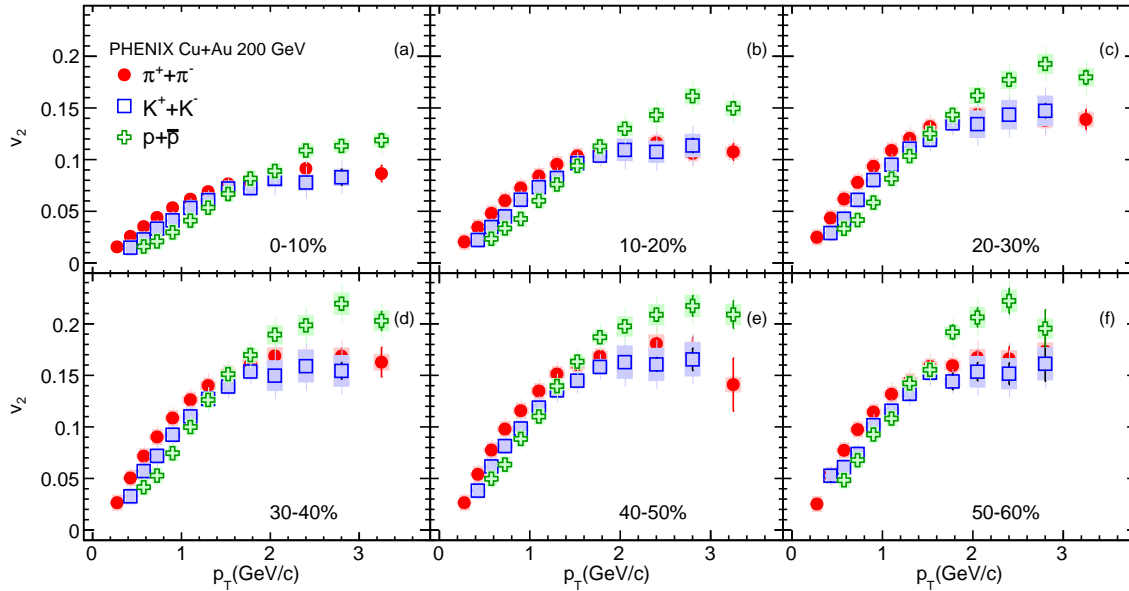 PHENIX Cu+Au 200 GeV
π⁺+π⁻
K⁺+K⁻
p+p̅
(a)
(b)
(c)
0.2
0.15
0.1
0.05
0
v₂
0-10%
10-20%
20-30%
(d)
(e)
(f)
0.2
0.15
0.1
0.05
0
v₂
30-40%
40-50%
50-60%
0 1 2 3 0 1 2 3 0 1 2 3
p_T(GeV/c) p_T(GeV/c) p_T(GeV/c)